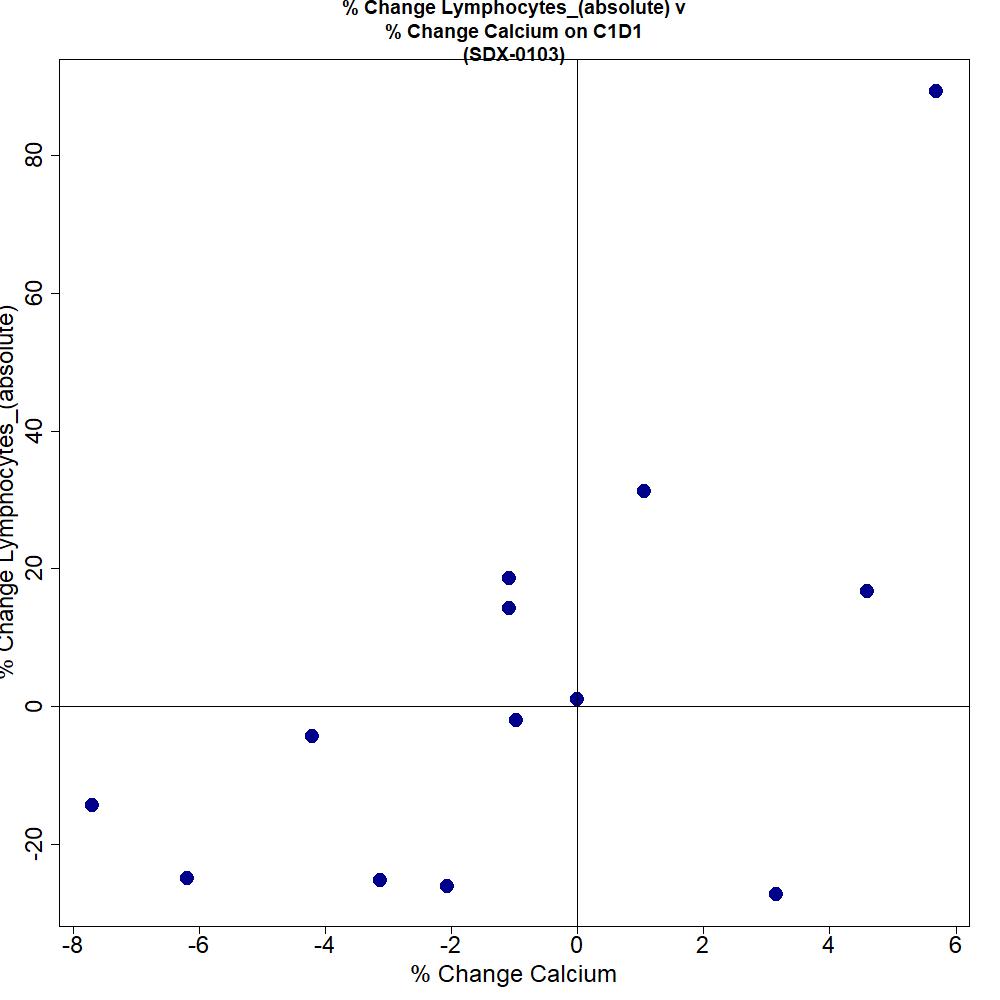 % Change Lymphocytes_(absolute) v
% Change Calcium on C1D1
(SDX-0103)
% Change Lymphocytes_(absolute)
80
60
40
20
0
-20
-8 -6 -4 -2 0 2 4 6
% Change Calcium